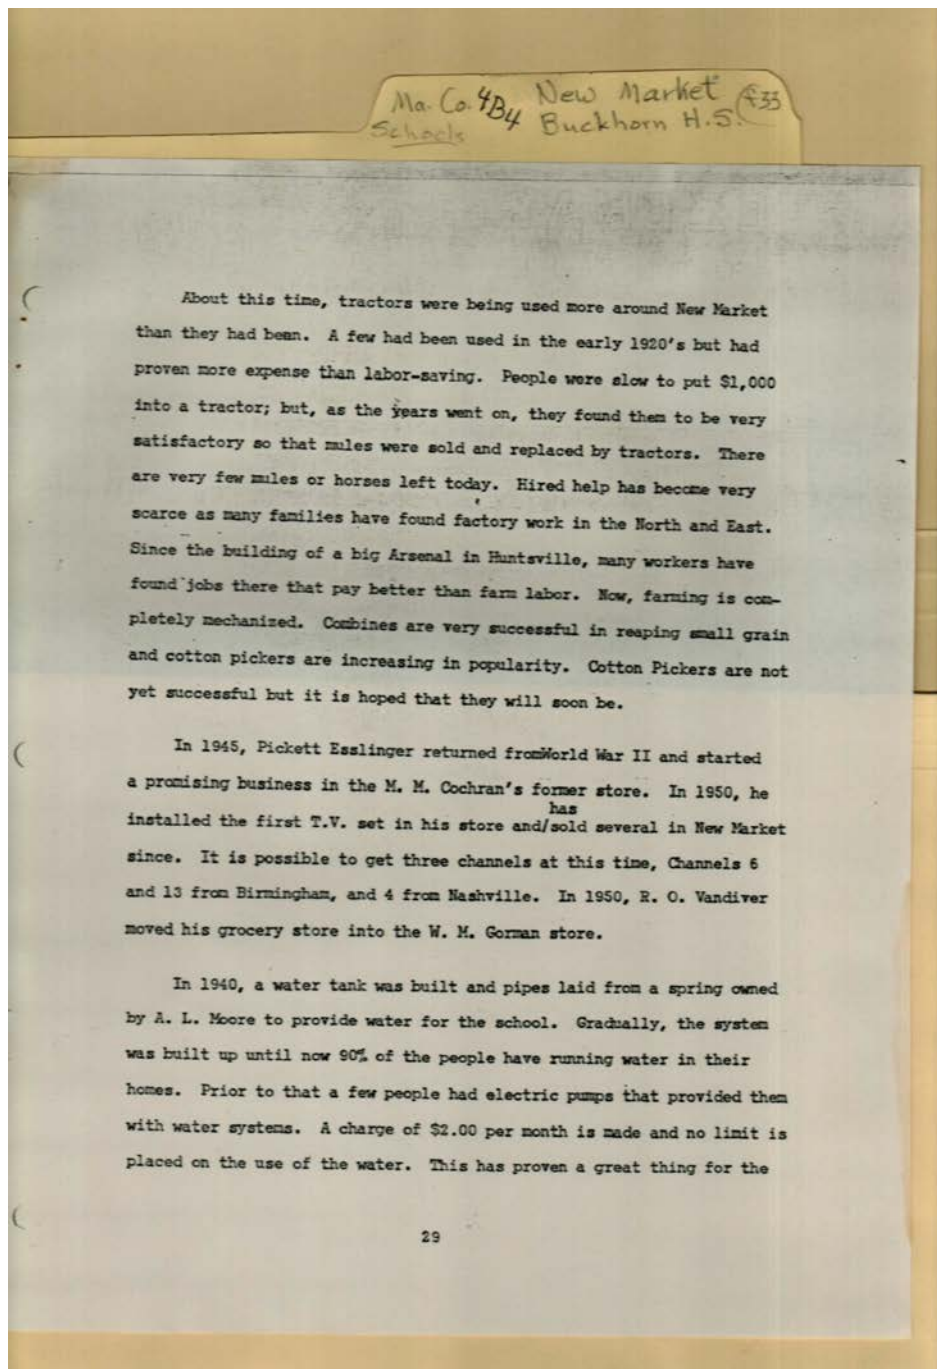 Ma. Co. 4B4 New Market F33
Schools Buckhorn H.S.
About this time, tractors were being used more around New Market
than they had been. A few had been used in the early 1920's but had
proven more expense than labor-saving. People were slow to put $1,000
into a tractor; but, as the years went on, they found them to be very
satisfactory so that mules were sold and replaced by tractors. There
are very few mules or horses left today. Hired help has become very
scarce as many families have found factory work in the North and East.
Since the building of a big Arsenal in Huntsville, many workers have
found jobs there that pay better than farm labor. Now, farming is com-
pletely mechanized. Combines are very successful in reaping small grain
and cotton pickers are increasing in popularity. Cotton Pickers are not
yet successful but it is hoped that they will soon be.
In 1945, Pickett Esslinger returned fromWorld War II and started
a promising business in the M. M. Cochran's former store. In 1950, he
has
installed the first T.V. set in his store and/sold several in New Market
since. It is possible to get three channels at this time, Channels 6
and 13 from Birmingham, and 4 from Nashville. In 1950, R. O. Vandiver
moved his grocery store into the W. M. Gorman store.
In 1940, a water tank was built and pipes laid from a spring owned
by A. L. Moore to provide water for the school. Gradually, the system
was built up until now 90% of the people have running water in their
homes. Prior to that a few people had electric pumps that provided them
with water systems. A charge of $2.00 per month is made and no limit is
placed on the use of the water. This has proven a great thing for the
29